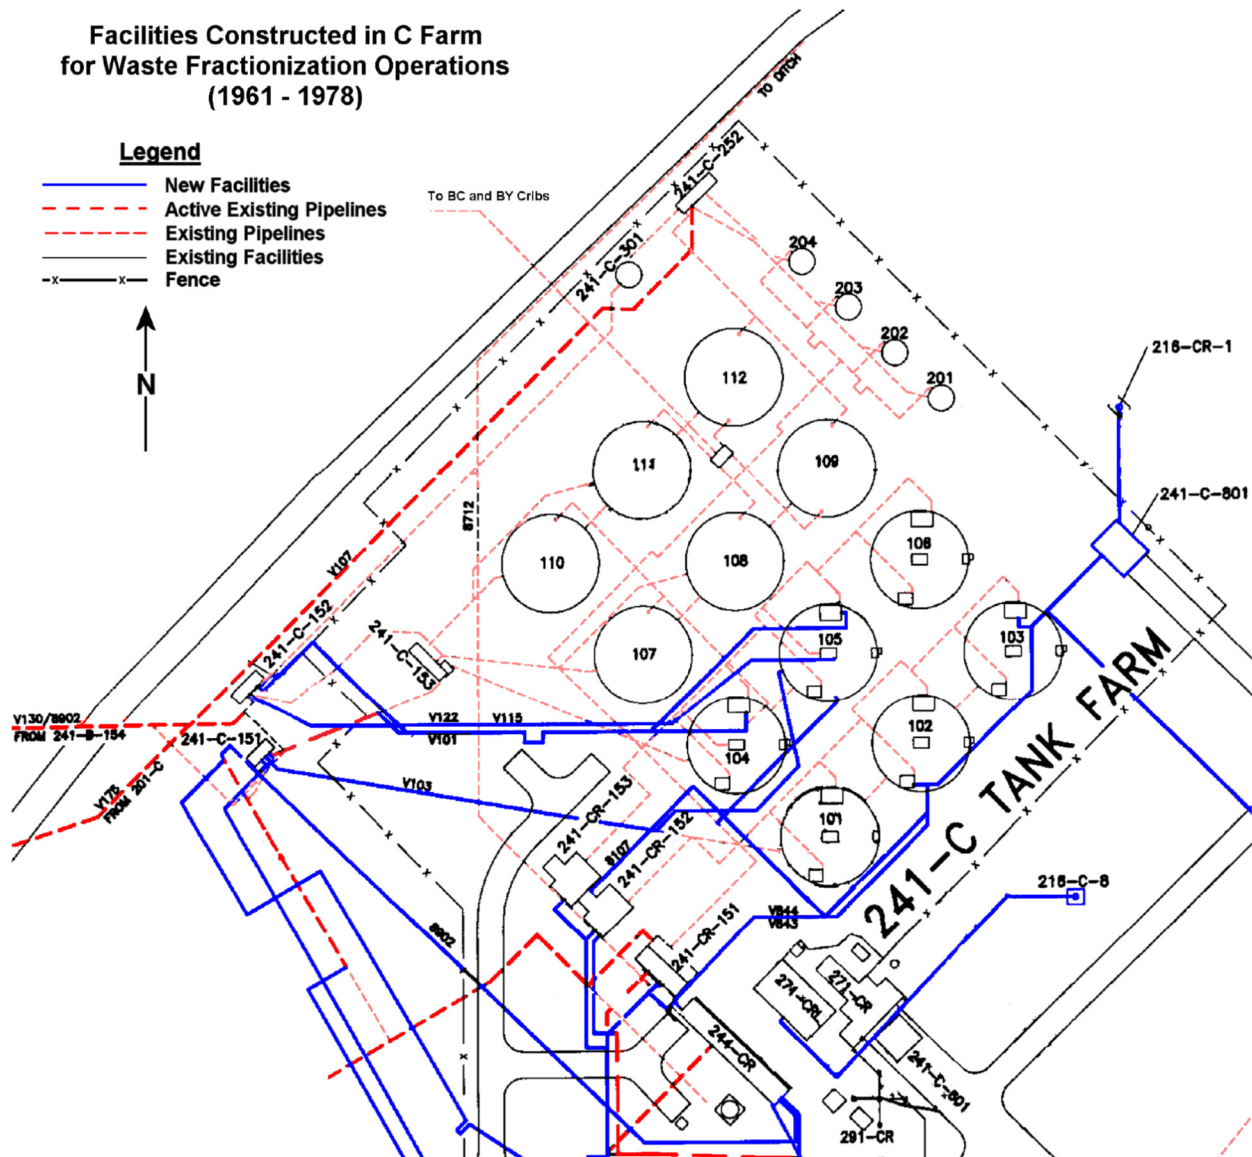 Facilities Constructed in C Farm
for Waste Fractionization Operations
(1961 - 1978)
Legend
New Facilities
Active Existing Pipelines
Existing Pipelines
Existing Facilities
Fence
N
To BC and BY Cribs
TO DITCH
241-C-252
241-C-301
204
203
202
201
216-CR-1
241-C-801
112
111
109
110
108
106
107
105
103
104
102
101
8712
V107
241-C-152
241-C-153
V130/8902
FROM 241-B-154
241-C-151
V175
FROM 201-C
V122
V115
V101
V103
241-CR-153
8107
241-CR-152
241-CR-151
8902
V844
V843
241-C TANK FARM
216-C-8
271-CR
274-CRL
244-CR
241-C-801
291-CR